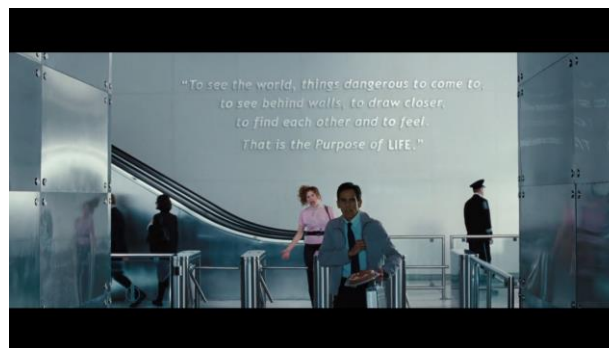 "To see the world, things dangerous to come to,
to see behind walls, to draw closer,
to find each other and to feel.
That is the Purpose of LIFE."